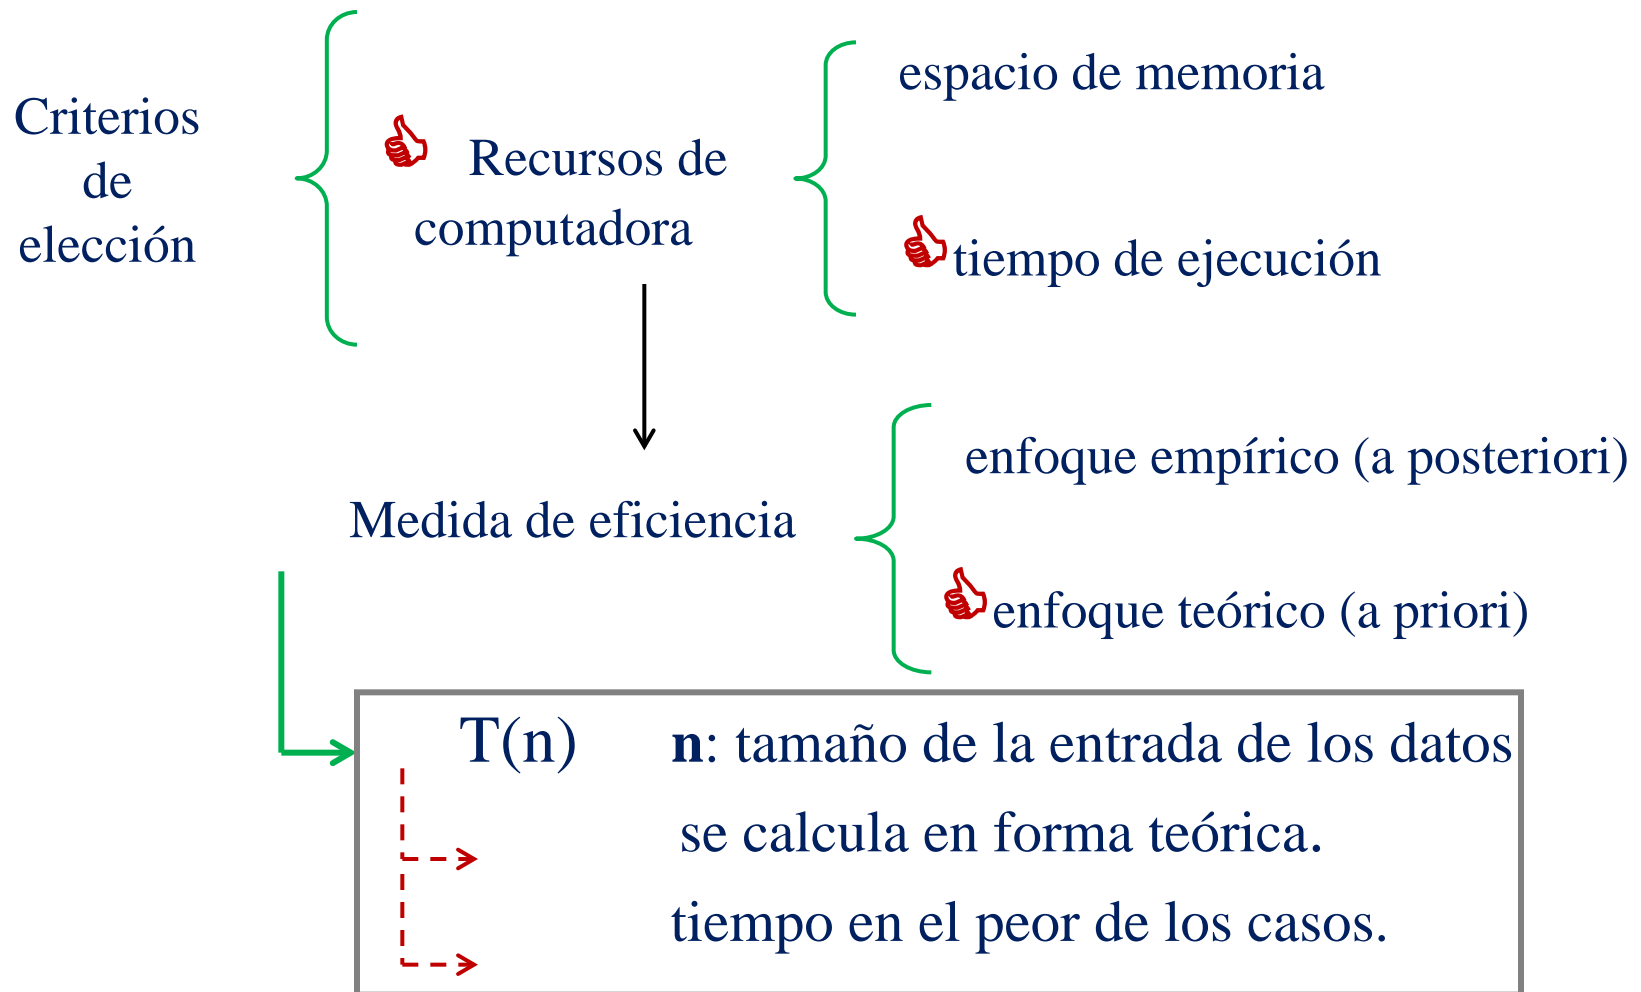 Criterios
de
elección
Recursos de
computadora
espacio de memoria
tiempo de ejecución
Medida de eficiencia
enfoque empírico (a posteriori)
enfoque teórico (a priori)
T(n) n: tamaño de la entrada de los datos
se calcula en forma teórica.
tiempo en el peor de los casos.